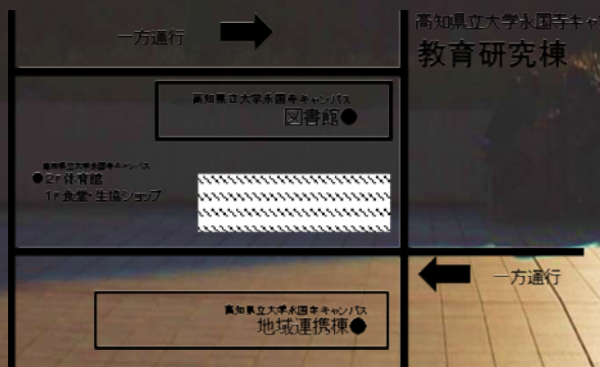 一方通行
高知県立大学永国寺キャ
教育研究棟
高知県立大学永国寺キャンパス
図書館
高知県立大学永国寺キャンパス
2F体育館
1F食堂・生協ショップ
一方通行
高知県立大学永国寺キャンパス
地域連携棟